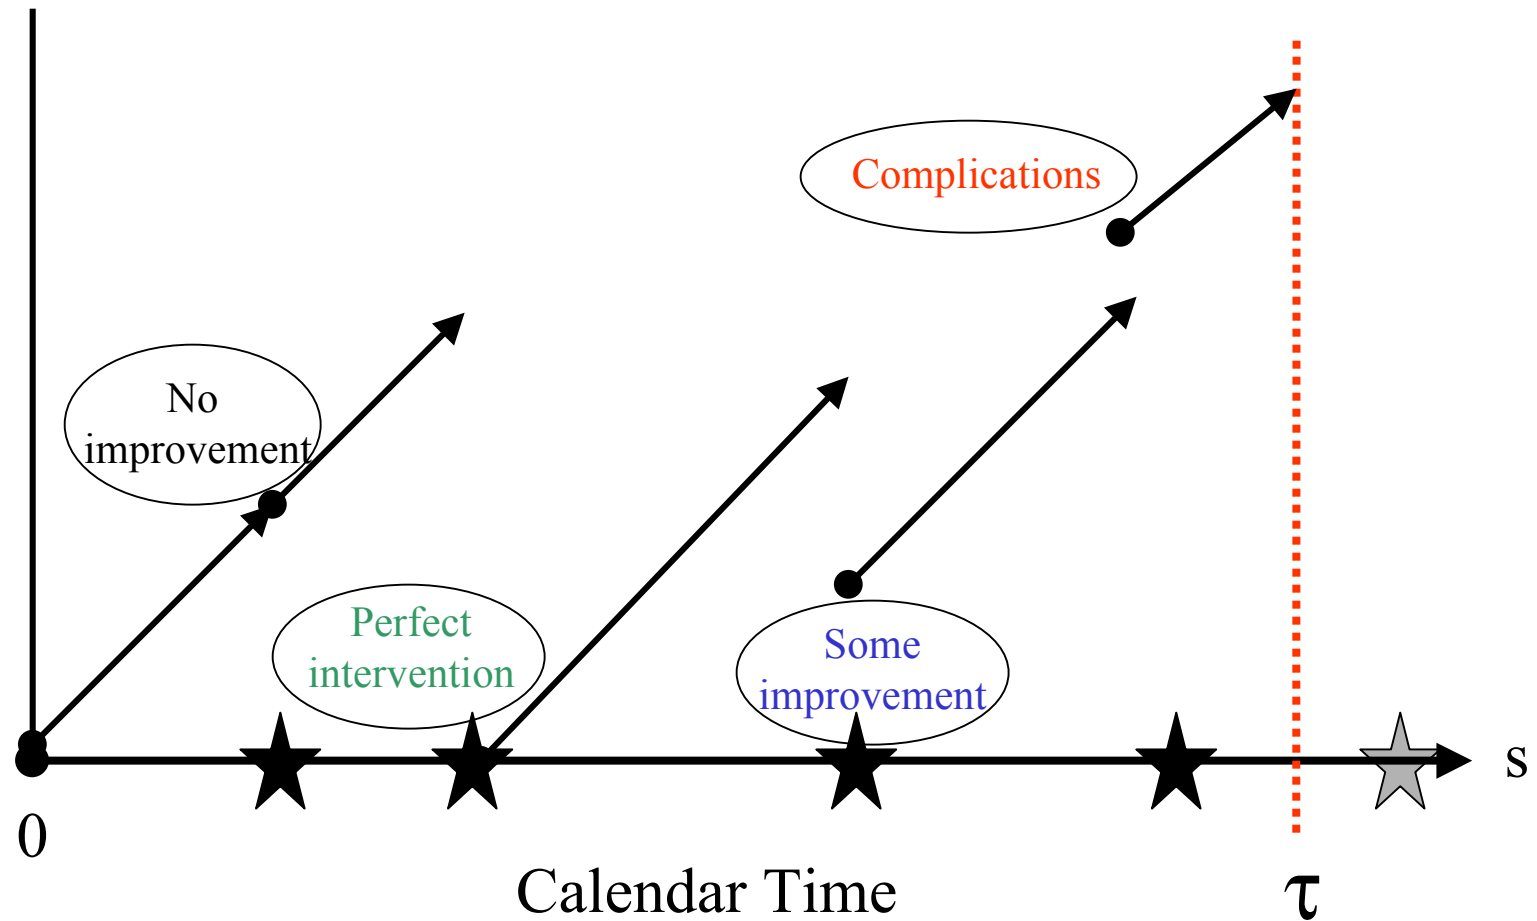 Complications
No
improvement
Perfect
intervention
Some
improvement
s
0
τ
Calendar Time